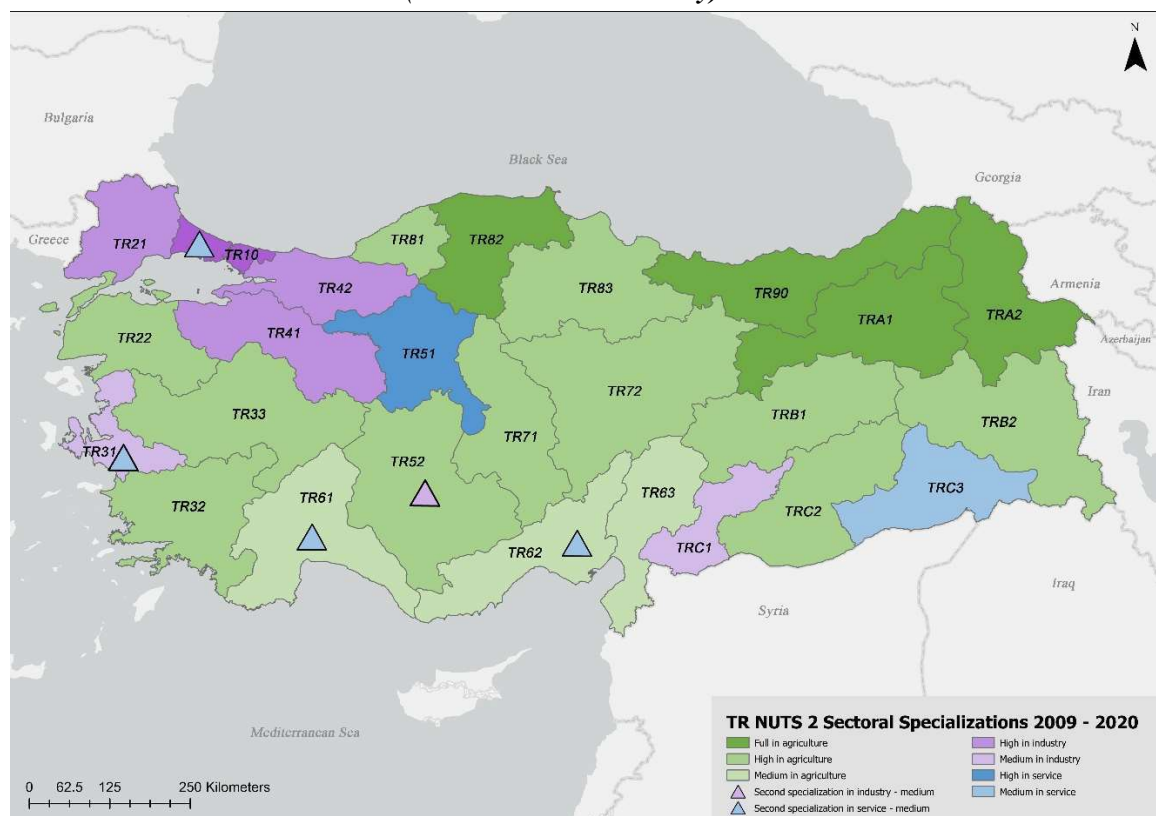 N
Bulgaria
Black Sea
Georgia
Greece
TR21
TR10
TR81
TR82
TR42
TR83
TR90
Armenia
TRA1
TRA2
Azerbaijan
TR22
TR41
TR51
TR72
Iran
TR33
TR71
TRB1
TRB2
TR31
TR52
TR32
TR61
TR63
TRC3
TR62
TRC2
TRC1
Iraq
Syria
Mediterranean Sea
TR NUTS 2 Sectoral Specializations 2009 - 2020
Full in agriculture
High in agriculture
Medium in agriculture
Second specialization in industry - medium
Second specialization in service - medium
High in industry
Medium in industry
High in service
Medium in service
0 62.5 125 250 Kilometers